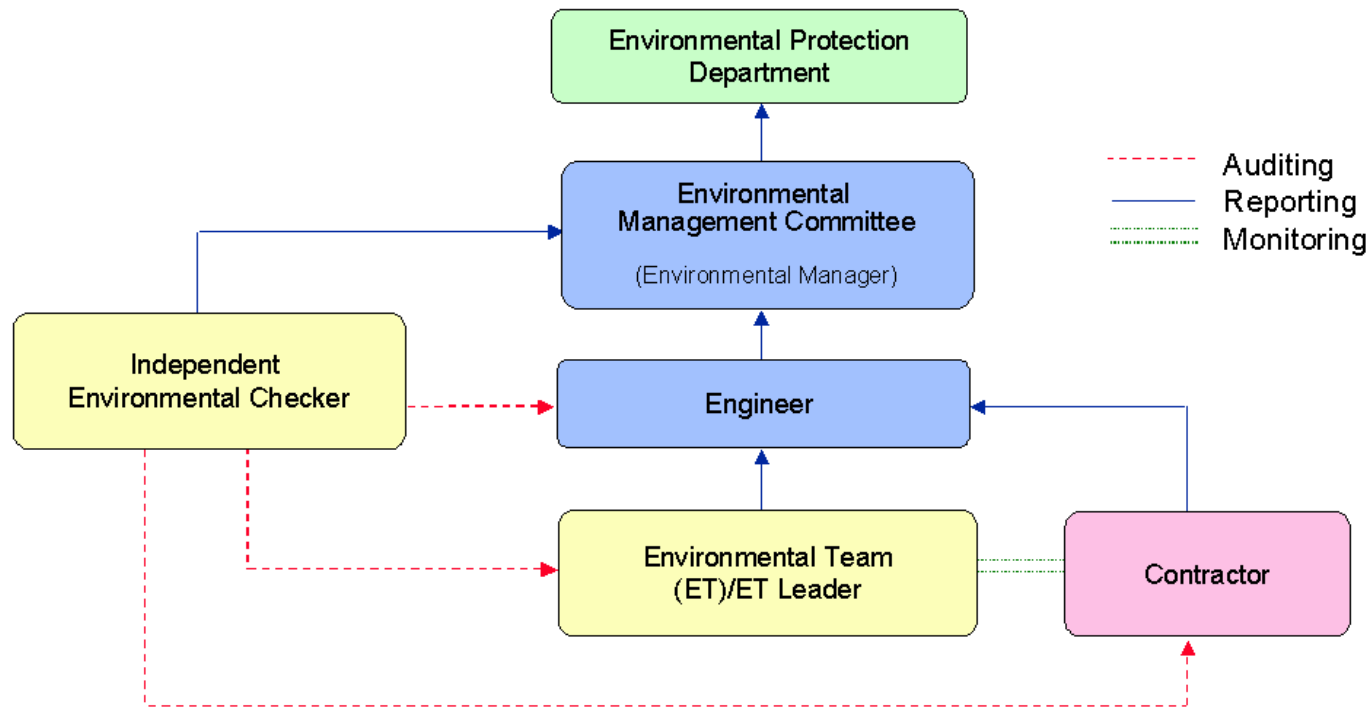 Environmental Protection
Department
Auditing
Reporting
Monitoring
Environmental
Management Committee
(Environmental Manager)
Independent
Environmental Checker
Engineer
Environmental Team
(ET)/ET Leader
Contractor